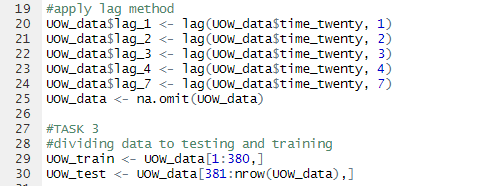 19 #apply lag method
20 UOW_data$lag_1 <- lag(UOW_data$time_twenty, 1)
21 UOW_data$lag_2 <- lag(UOW_data$time_twenty, 2)
22 UOW_data$lag_3 <- lag(UOW_data$time_twenty, 3)
23 UOW_data$lag_4 <- lag(UOW_data$time_twenty, 4)
24 UOW_data$lag_7 <- lag(UOW_data$time_twenty, 7)
25 UOW_data <- na.omit(UOW_data)
26
27 #TASK 3
28 #dividing data to testing and training
29 UOW_train <- UOW_data[1:380,]
30 UOW_test <- UOW_data[381:nrow(UOW_data),]